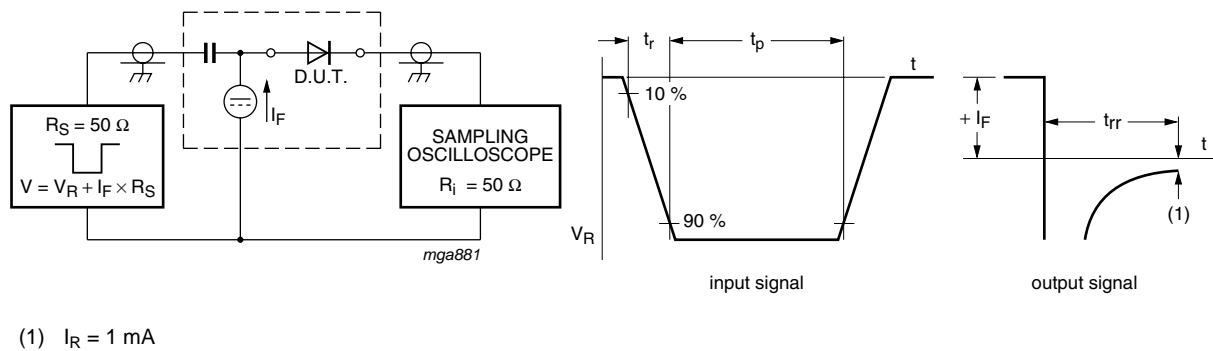 D.U.T.
I_F
R_S = 50 Ω
V = V_R + I_F × R_S
SAMPLING
OSCILLOSCOPE
R_i = 50 Ω
mga881
t_r
t_p
t
10 %
90 %
V_R
input signal
+ I_F
t_rr
t
(1)
output signal
(1) I_R = 1 mA